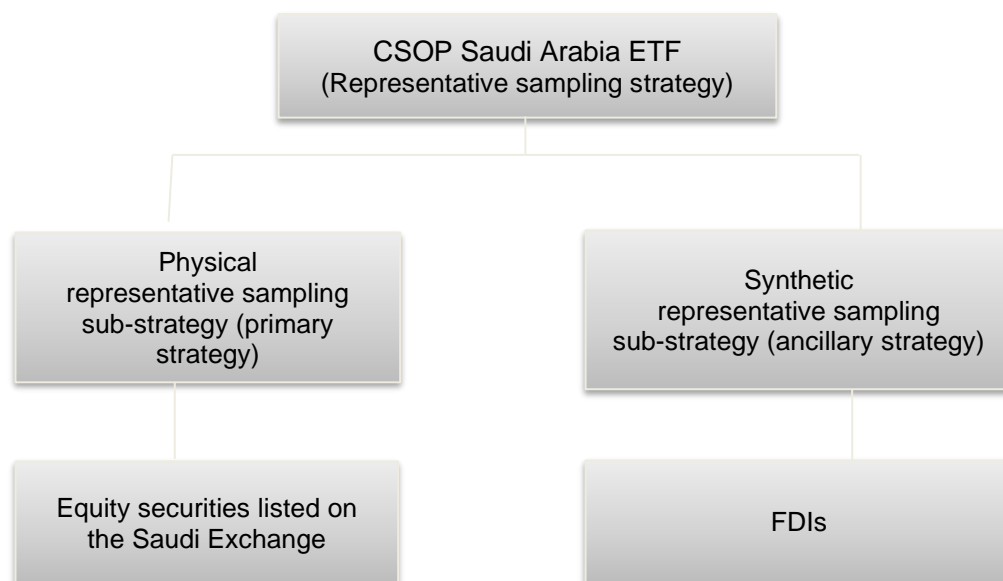 CSOP Saudi Arabia ETF
(Representative sampling strategy)
Physical
representative sampling
sub-strategy (primary
strategy)
Synthetic
representative sampling
sub-strategy (ancillary strategy)
Equity securities listed on
the Saudi Exchange
FDIs